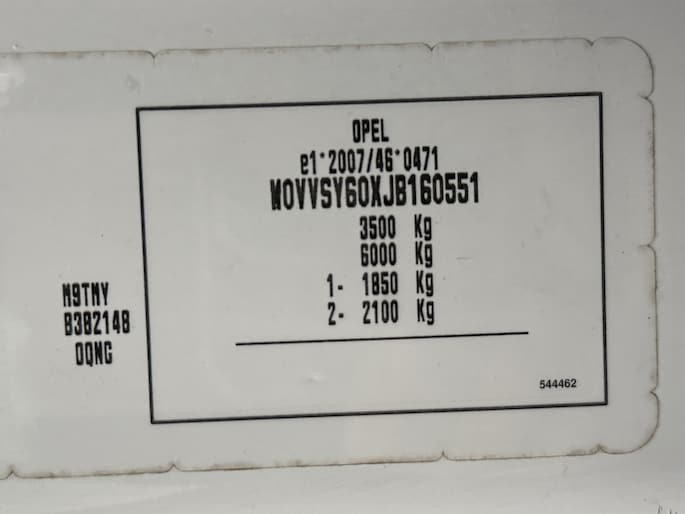 OPEL
e1*2007/46*0471
W0VVSY60XJB160551
3500 Kg
6000 Kg
1- 1850 Kg
2- 2100 Kg
M9TMY
B382148
0QNG
544462